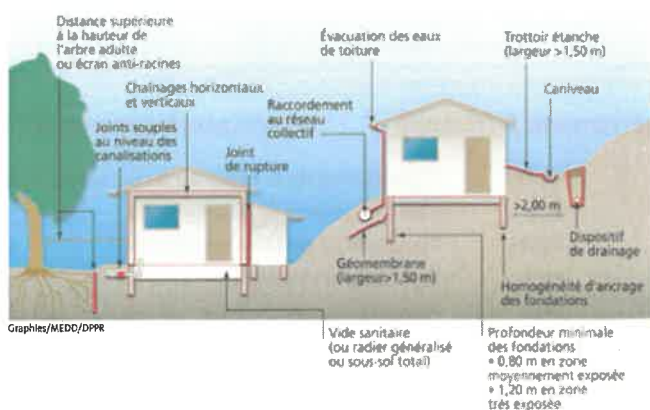 Distance supérieure
à la hauteur de
l'arbre adulte
ou écran anti-racines
Chaînages horizontaux
et verticaux
Joints souples
au niveau des
canalisations
Joint
de rupture
Évacuation des eaux
de toiture
Raccordement
au réseau
collectif
Trottoir étanche
(largeur > 1,50 m)
Caniveau
>2,00 m
Dispositif
de drainage
Géomembrane
(largeur>1,50 m)
Homogénéité d'ancrage
des fondations
Graphies/MEDD/DPPR
Vide sanitaire
(ou radier généralisé
ou sous-sol total)
Profondeur minimale
des fondations
• 0,80 m en zone
moyennement exposée
• 1,20 m en zone
très exposée